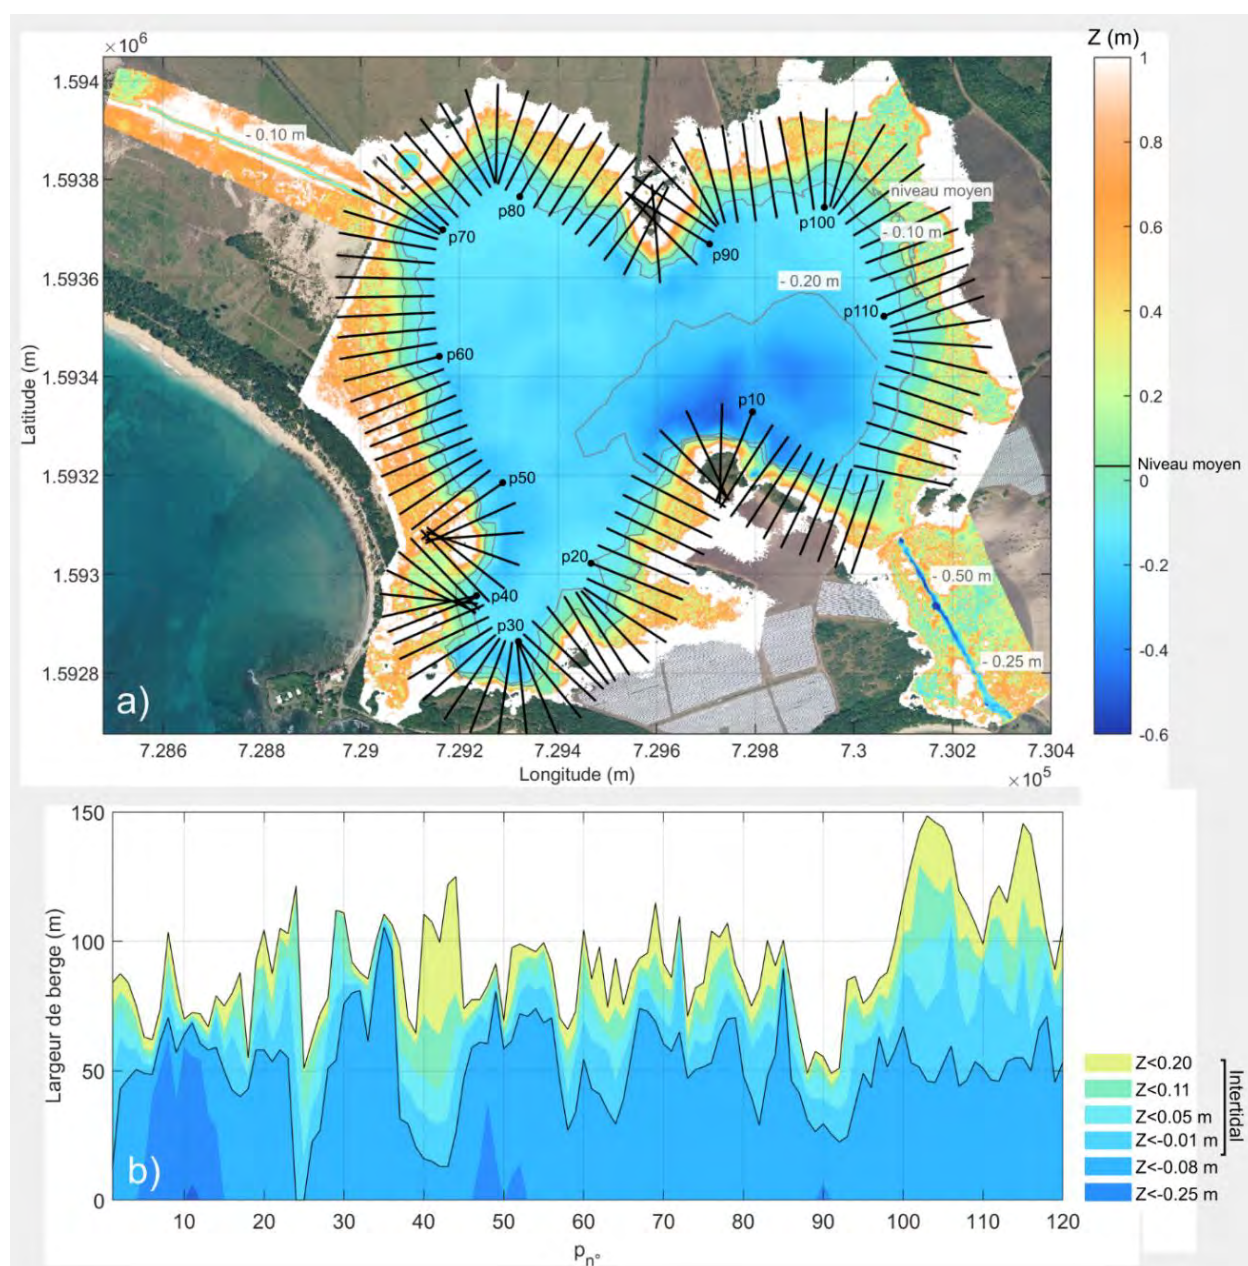 ×10⁶
Z (m)
1.594
1.5938
1.5936
1.5934
1.5932
1.593
1.5928
Latitude (m)
- 0.10 m
niveau moyen
- 0.10 m
- 0.20 m
- 0.50 m
- 0.25 m
p80
p70
p90
p100
p110
p60
p10
p50
p20
p40
p30
a)
7.286
7.288
7.29
7.292
7.294
7.296
7.298
7.3
7.302
7.304
Longitude (m)
×10⁵
1
0.8
0.6
0.4
0.2
Niveau moyen
0
-0.2
-0.4
-0.6
150
100
50
0
Largeur de berge (m)
b)
10
20
30
40
50
60
70
80
90
100
110
120
pn°
Z<0.20
Z<0.11
Z<0.05 m
Z<-0.01 m
Z<-0.08 m
Z<-0.25 m
Intertidal